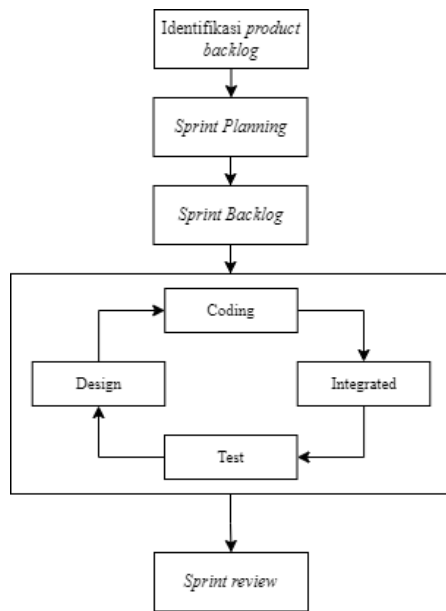 Identifikasi product
backlog
Sprint Planning
Sprint Backlog
Coding
Design
Integrated
Test
Sprint review